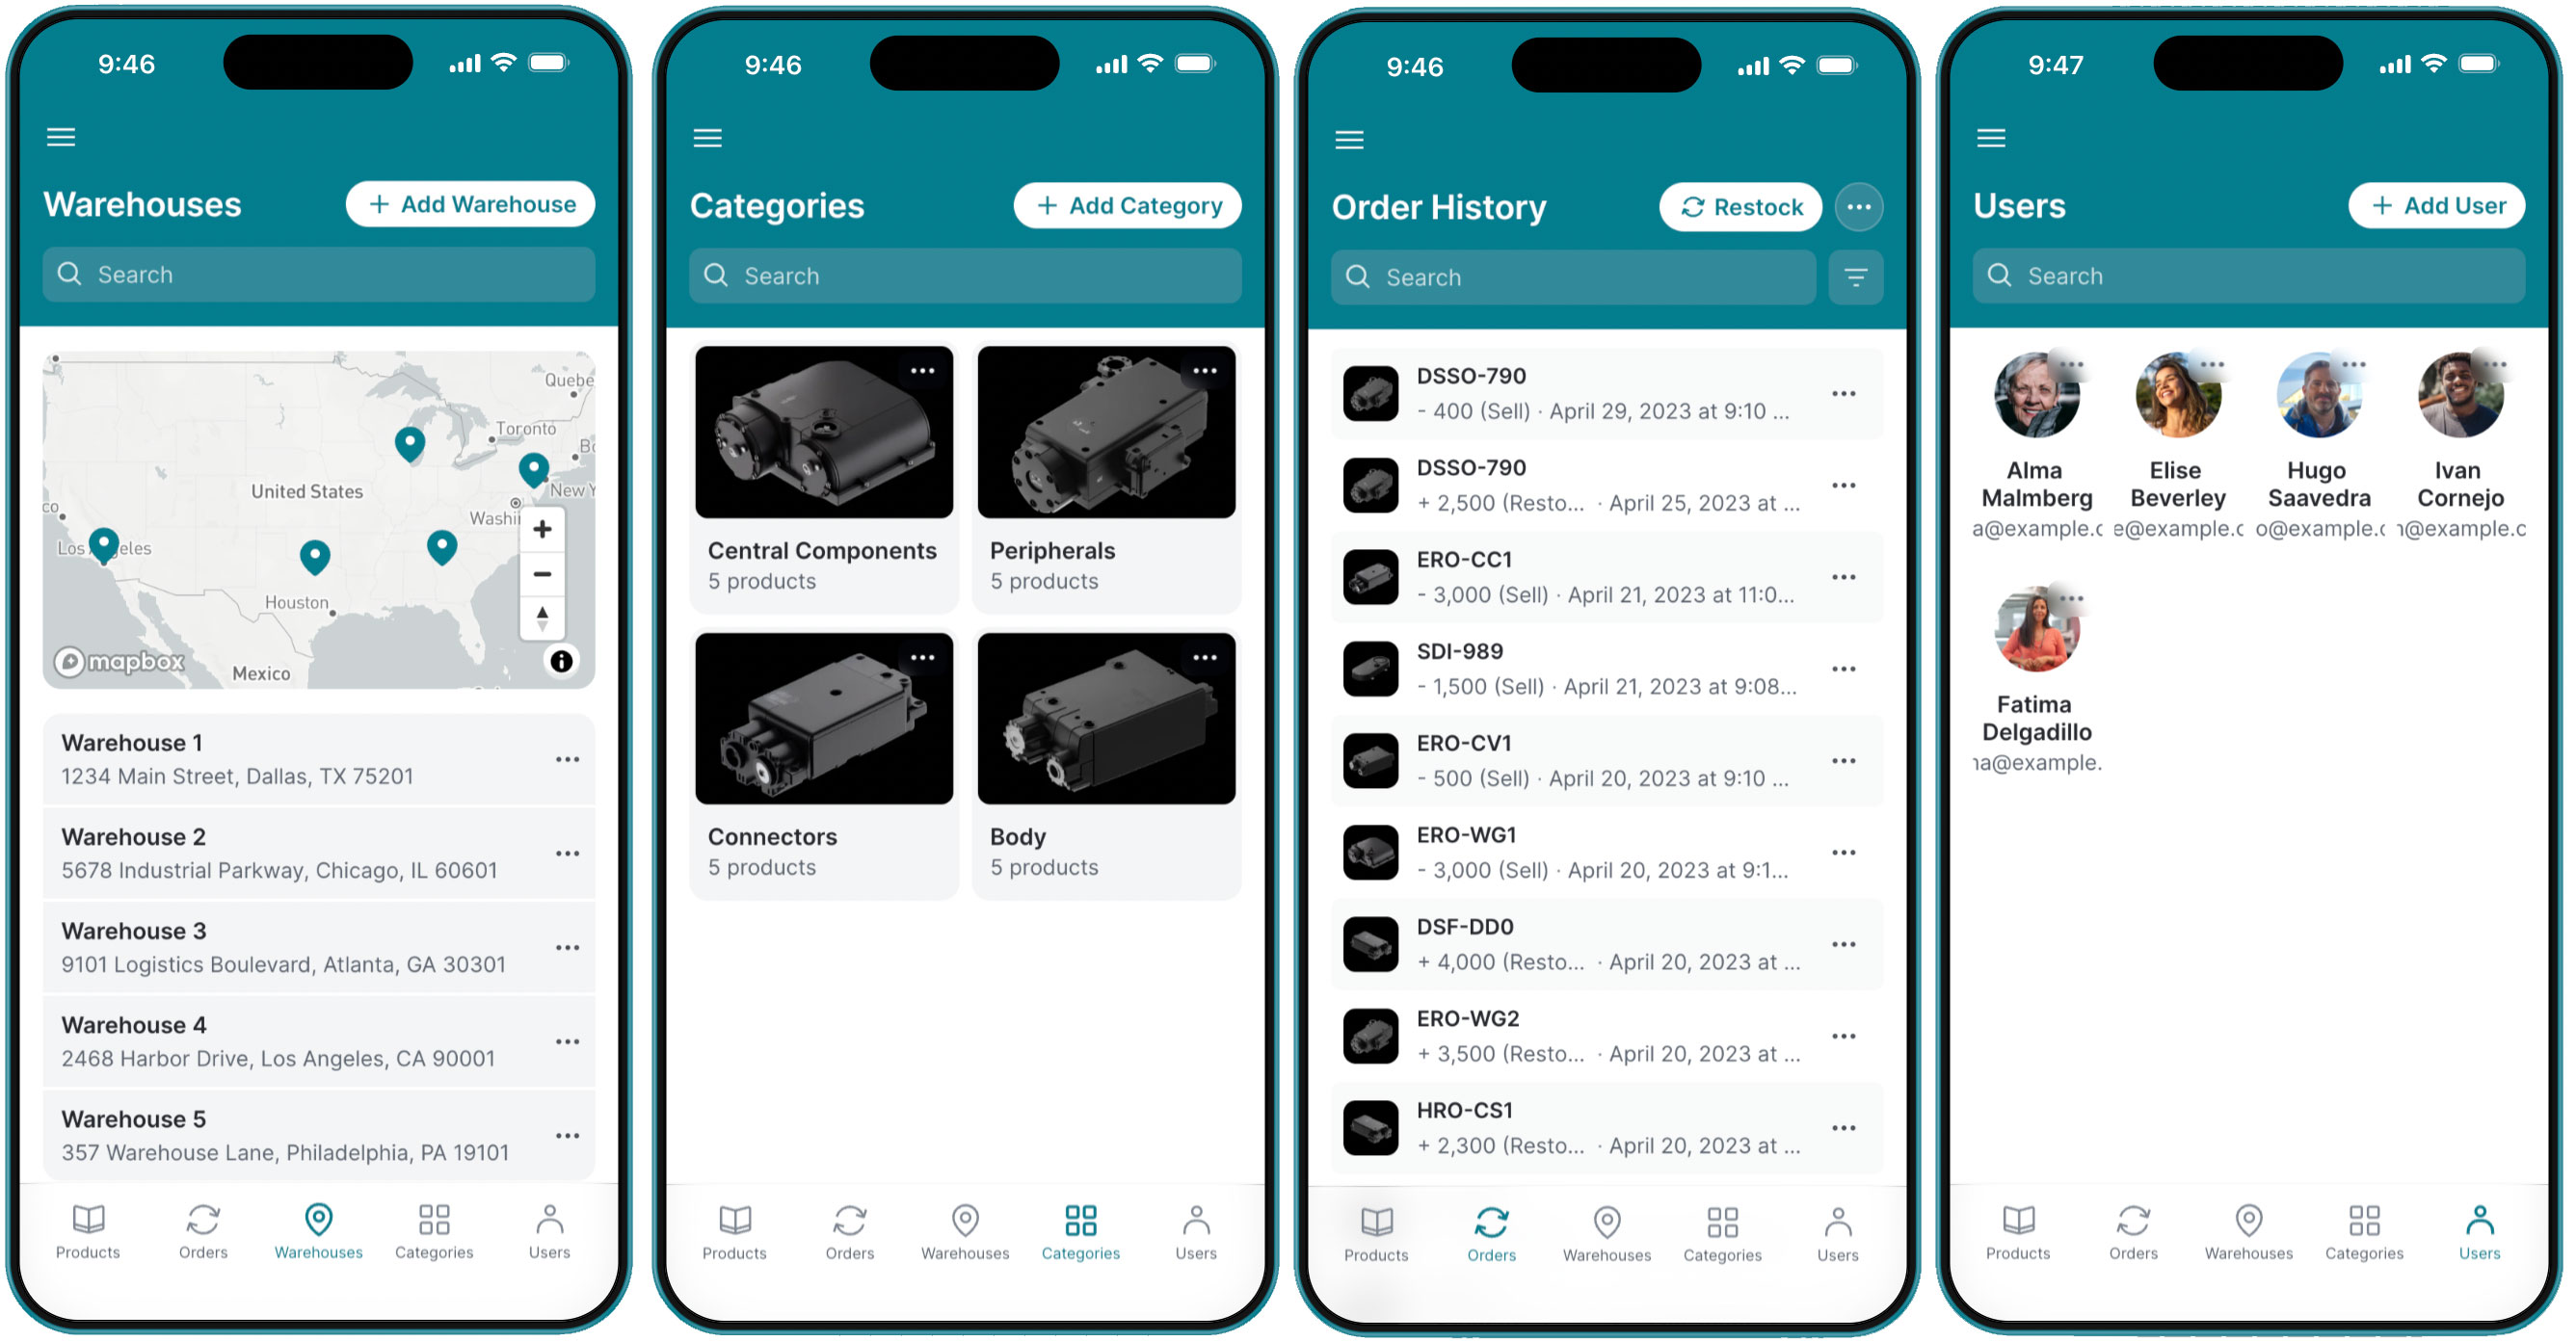 9:46
Warehouses
+ Add Warehouse
Search
Quebe
Toronto
Bo
United States
New Y
Washi
co
Los
eles
Houston
Mexico
mapbox
Warehouse 1
1234 Main Street, Dallas, TX 75201
Warehouse 2
5678 Industrial Parkway, Chicago, IL 60601
Warehouse 3
9101 Logistics Boulevard, Atlanta, GA 30301
Warehouse 4
2468 Harbor Drive, Los Angeles, CA 90001
Warehouse 5
357 Warehouse Lane, Philadelphia, PA 19101
Products Orders Warehouses Categories Users
9:46
Categories
+ Add Category
Search
Central Components
5 products
Peripherals
5 products
Connectors
5 products
Body
5 products
Products Orders Warehouses Categories Users
9:46
Order History
Restock
Search
DSSO-790
- 400 (Sell) · April 29, 2023 at 9:10 ...
DSSO-790
+ 2,500 (Resto... · April 25, 2023 at ...
ERO-CC1
- 3,000 (Sell) · April 21, 2023 at 11:0...
SDI-989
- 1,500 (Sell) · April 21, 2023 at 9:08...
ERO-CV1
- 500 (Sell) · April 20, 2023 at 9:10 ...
ERO-WG1
- 3,000 (Sell) · April 20, 2023 at 9:1...
DSF-DD0
+ 4,000 (Resto... · April 20, 2023 at ...
ERO-WG2
+ 3,500 (Resto... · April 20, 2023 at ...
HRO-CS1
+ 2,300 (Resto... · April 20, 2023 at ...
Products Orders Warehouses Categories Users
9:47
Users
+ Add User
Search
Alma
Malmberg
a@example.c
Elise
Beverley
e@example.c
Hugo
Saavedra
o@example.c
Ivan
Cornejo
n@example.c
Fatima
Delgadillo
na@example.
Products Orders Warehouses Categories Users